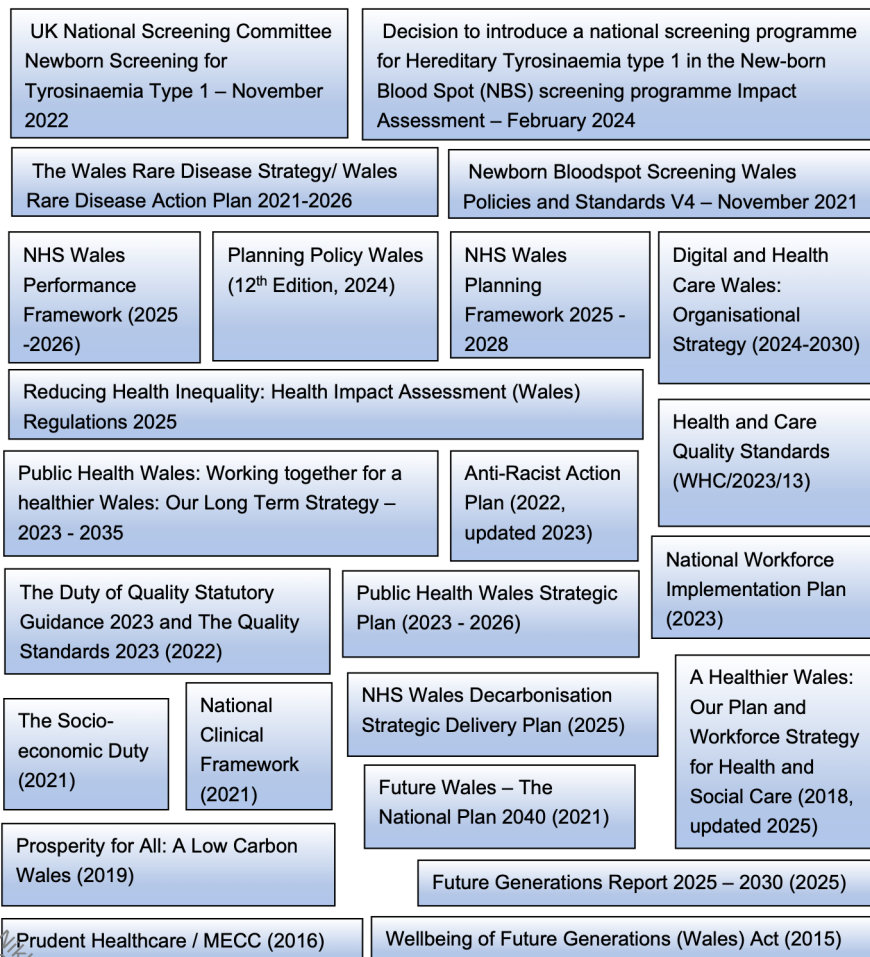 UK National Screening Committee
Newborn Screening for
Tyrosinaemia Type 1 – November
2022
Decision to introduce a national screening programme
for Hereditary Tyrosinaemia type 1 in the New-born
Blood Spot (NBS) screening programme Impact
Assessment – February 2024
The Wales Rare Disease Strategy/ Wales
Rare Disease Action Plan 2021-2026
Newborn Bloodspot Screening Wales
Policies and Standards V4 – November 2021
NHS Wales
Performance
Framework (2025
-2026)
Planning Policy Wales
(12th Edition, 2024)
NHS Wales
Planning
Framework 2025 -
2028
Digital and Health
Care Wales:
Organisational
Strategy (2024-2030)
Reducing Health Inequality: Health Impact Assessment (Wales)
Regulations 2025
Health and Care
Quality Standards
(WHC/2023/13)
Public Health Wales: Working together for a
healthier Wales: Our Long Term Strategy –
2023 - 2035
Anti-Racist Action
Plan (2022,
updated 2023)
National Workforce
Implementation Plan
(2023)
The Duty of Quality Statutory
Guidance 2023 and The Quality
Standards 2023 (2022)
Public Health Wales Strategic
Plan (2023 - 2026)
A Healthier Wales:
Our Plan and
Workforce Strategy
for Health and
Social Care (2018,
updated 2025)
The Socio-
economic Duty
(2021)
National
Clinical
Framework
(2021)
NHS Wales Decarbonisation
Strategic Delivery Plan (2025)
Future Wales – The
National Plan 2040 (2021)
Prosperity for All: A Low Carbon
Wales (2019)
Future Generations Report 2025 – 2030 (2025)
Prudent Healthcare / MECC (2016)
Wellbeing of Future Generations (Wales) Act (2015)